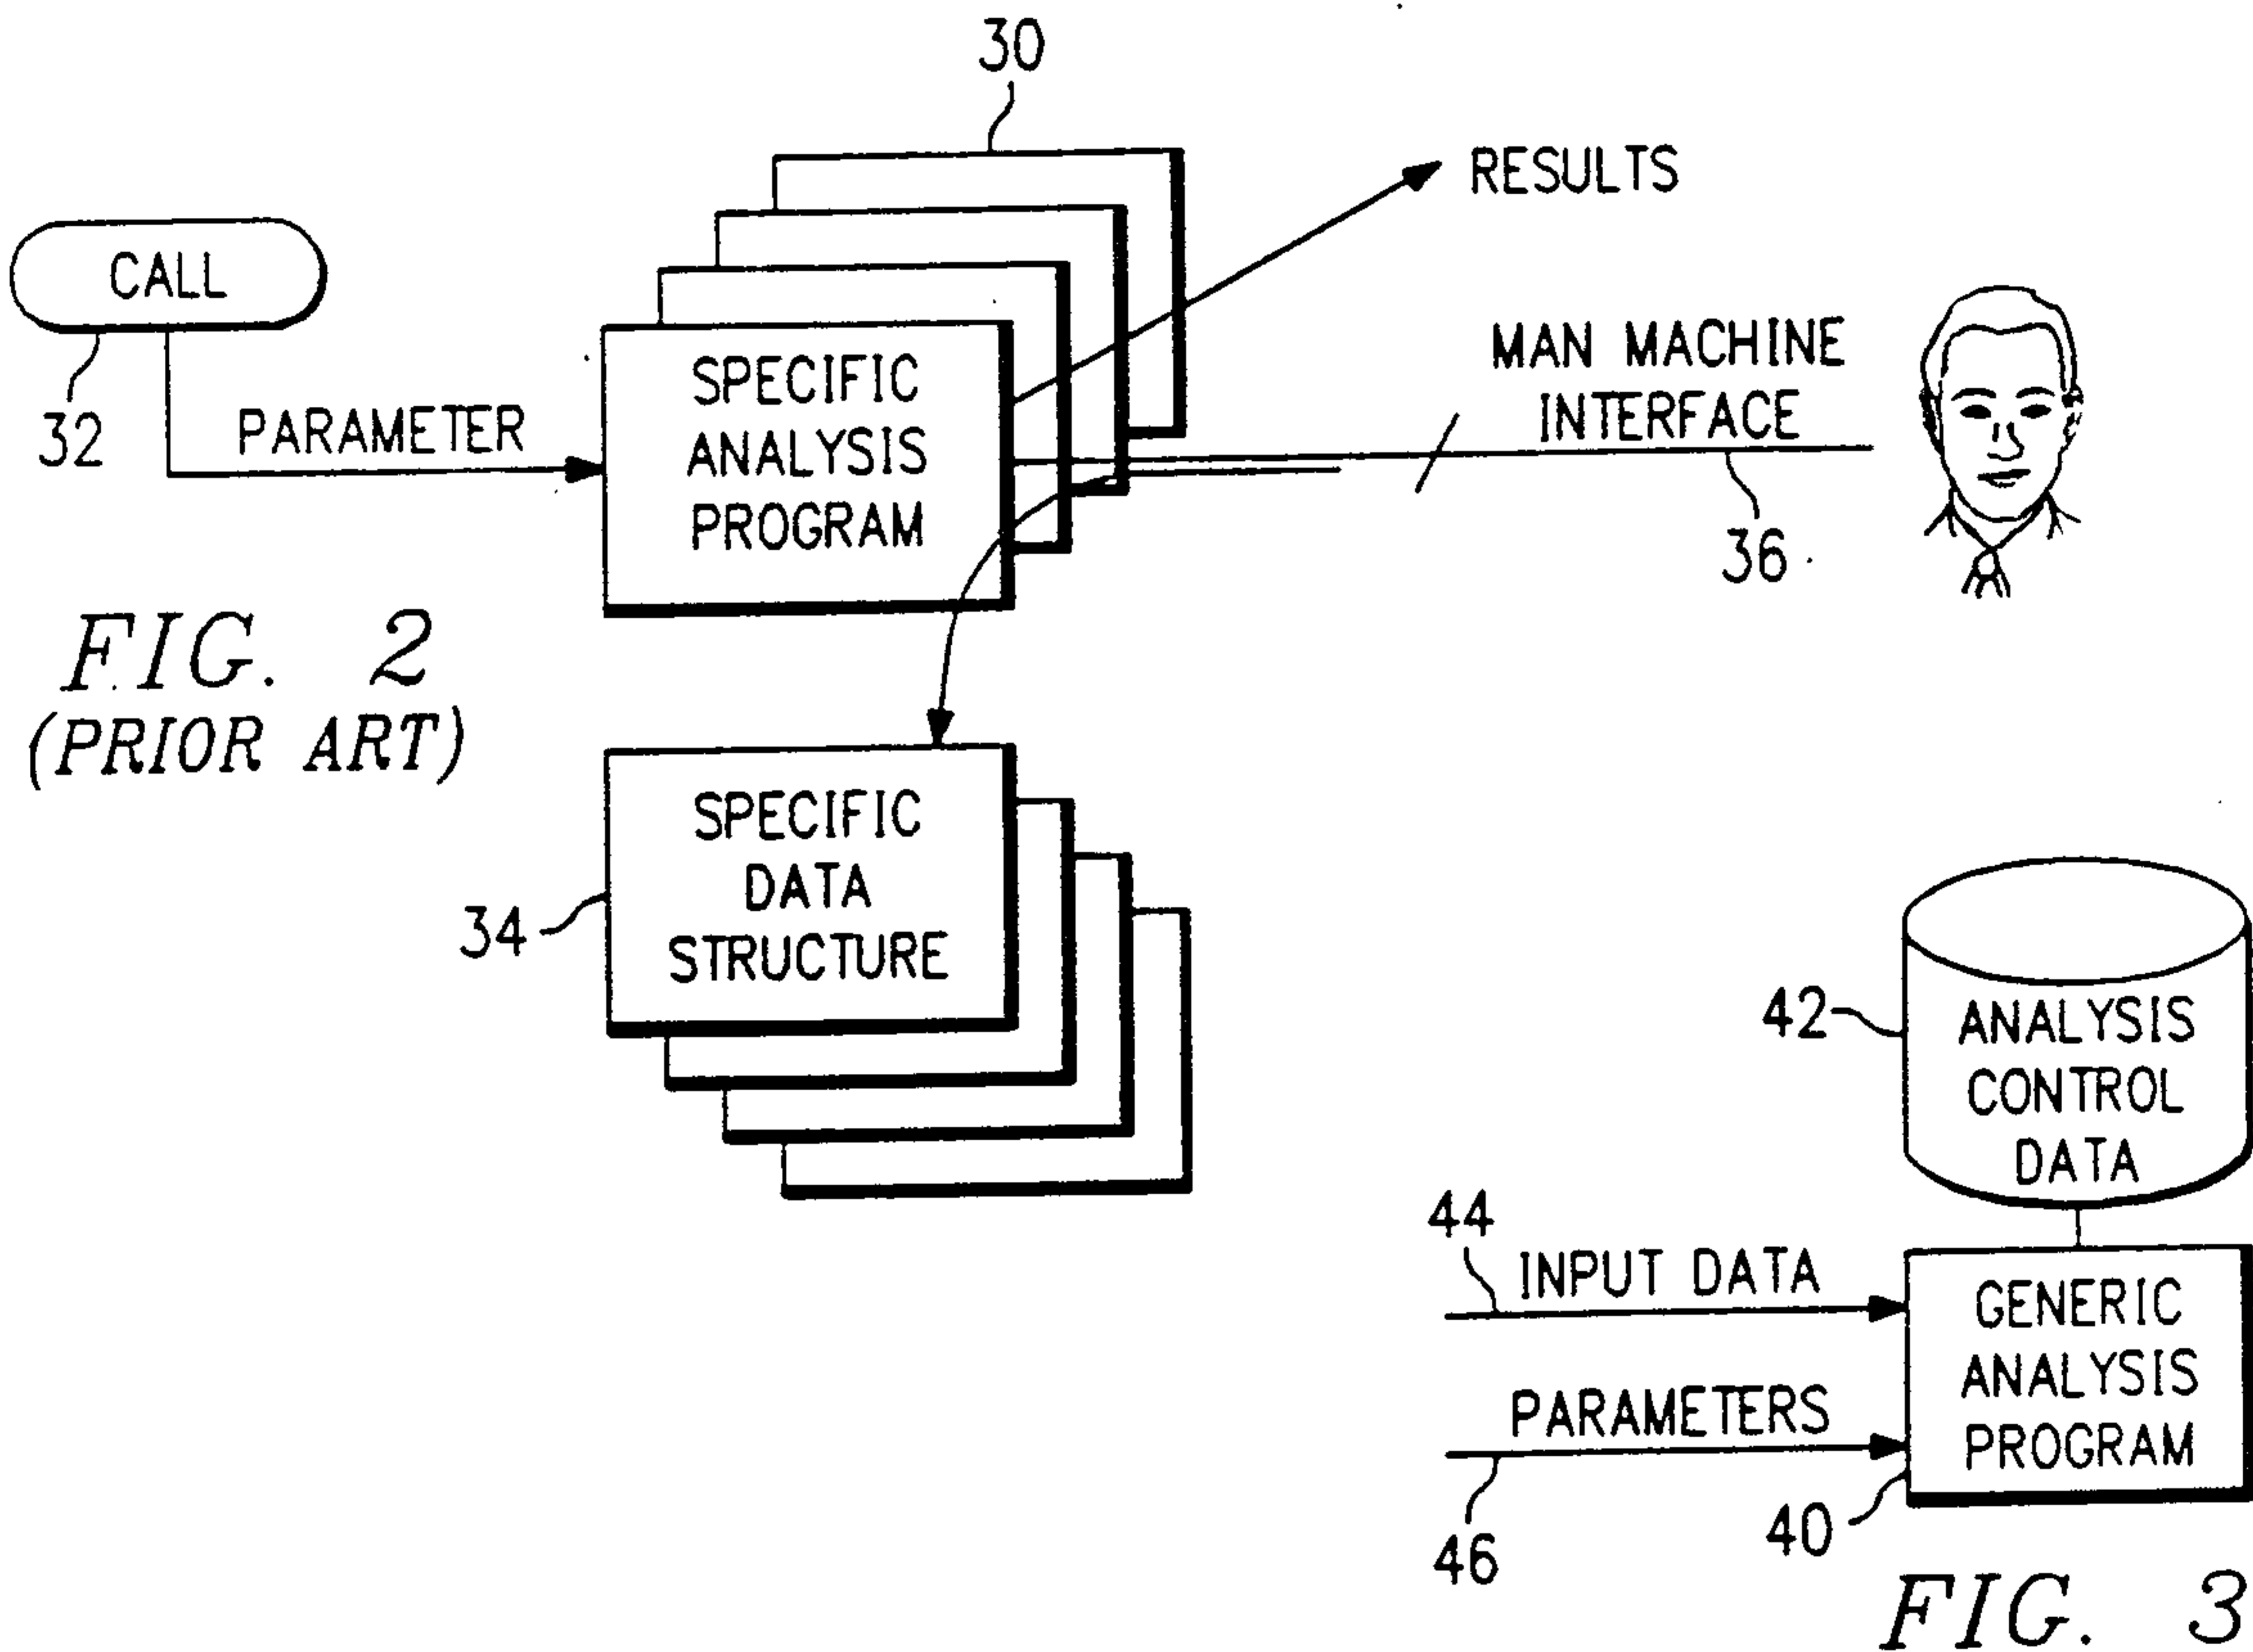 30
RESULTS
CALL
32
PARAMETER
SPECIFIC
ANALYSIS
PROGRAM
MAN MACHINE
INTERFACE
36
FIG. 2
(PRIOR ART)
SPECIFIC
DATA
STRUCTURE
34
42
ANALYSIS
CONTROL
DATA
44
INPUT DATA
GENERIC
ANALYSIS
PROGRAM
PARAMETERS
46
40
FIG. 3